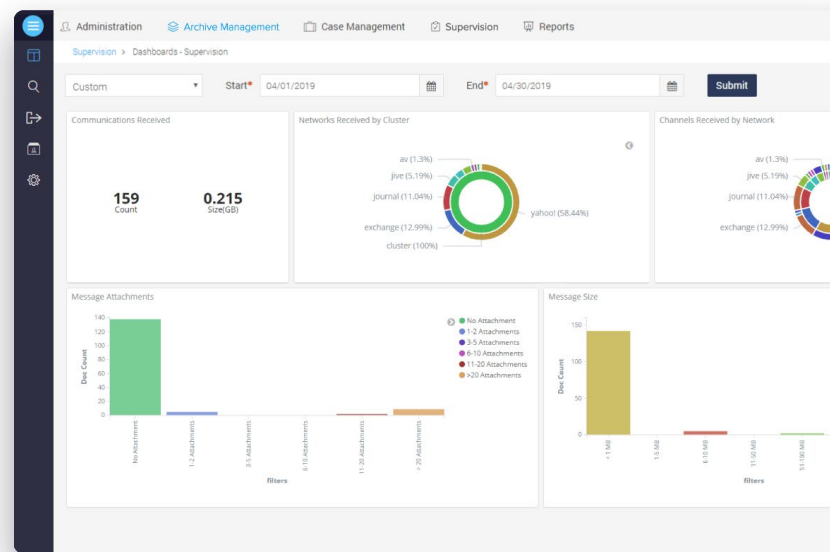 Administration
Archive Management
Case Management
Supervision
Reports
Supervision > Dashboards - Supervision
Custom
Start*
04/01/2019
End*
04/30/2019
Submit
Communications Received
159
Count
0.215
Size(GB)
Networks Received by Cluster
av (1.3%)
jive (5.19%)
journal (11.04%)
exchange (12.99%)
cluster (100%)
yahoo! (58.44%)
Channels Received by Network
av (1.3%)
jive (5.19%)
journal (11.04%)
exchange (12.99%)
Message Attachments
Doc Count
140
120
100
80
60
40
20
0
No Attachment
1-2 Attachments
3-5 Attachments
6-10 Attachments
11-20 Attachments
> 20 Attachments
filters
No Attachment
1-2 Attachments
3-5 Attachments
6-10 Attachments
11-20 Attachments
>20 Attachments
Message Size
Doc Count
150
100
50
0
< 1 MB
1-5 MB
6-10 MB
11-50 MB
51-100 MB
filters